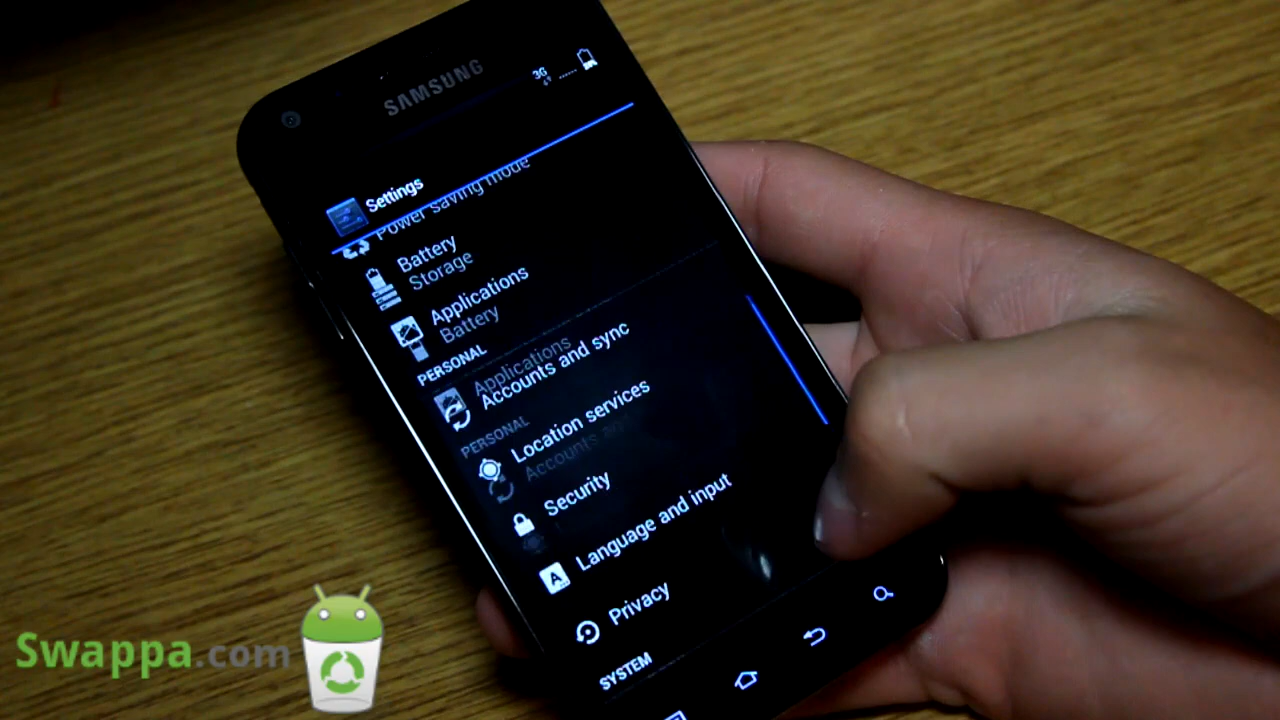 SAMSUNG
3G
Settings
Power saving mode
Battery
Storage
Applications
Battery
PERSONAL
Applications
Accounts and sync
PERSONAL
Location services
Accounts a
Security
Language and input
A
Privacy
SYSTEM
Swappa.com